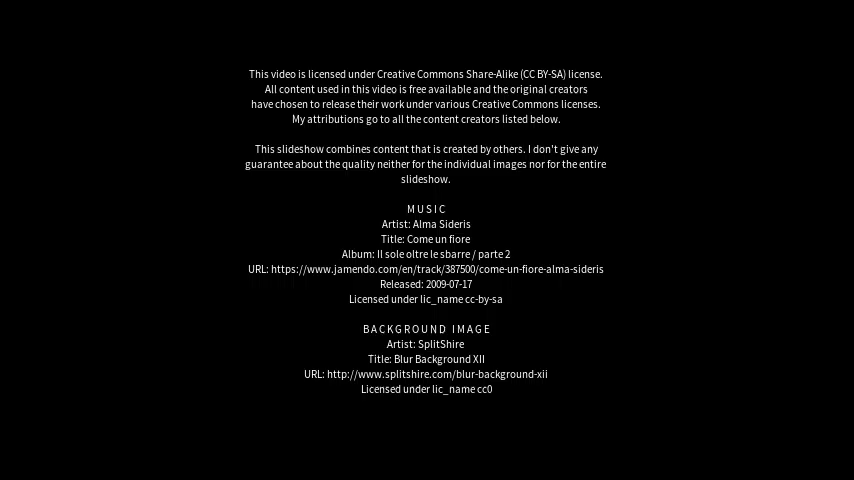 This video is licensed under Creative Commons Share-Alike (CC BY-SA) license.
All content used in this video is free available and the original creators
have chosen to release their work under various Creative Commons licenses.
My attributions go to all the content creators listed below.
This slideshow combines content that is created by others. I don't give any
guarantee about the quality neither for the individual images nor for the entire
slideshow.
MUSIC
Artist: Alma Sideris
Title: Come un fiore
Album: Il sole oltre le sbarre / parte 2
URL: https://www.jamendo.com/en/track/387500/come-un-fiore-alma-sideris
Released: 2009-07-17
Licensed under lic_name cc-by-sa
BACKGROUND IMAGE
Artist: SplitShire
Title: Blur Background XII
URL: http://www.splitshire.com/blur-background-xii
Licensed under lic_name cc0